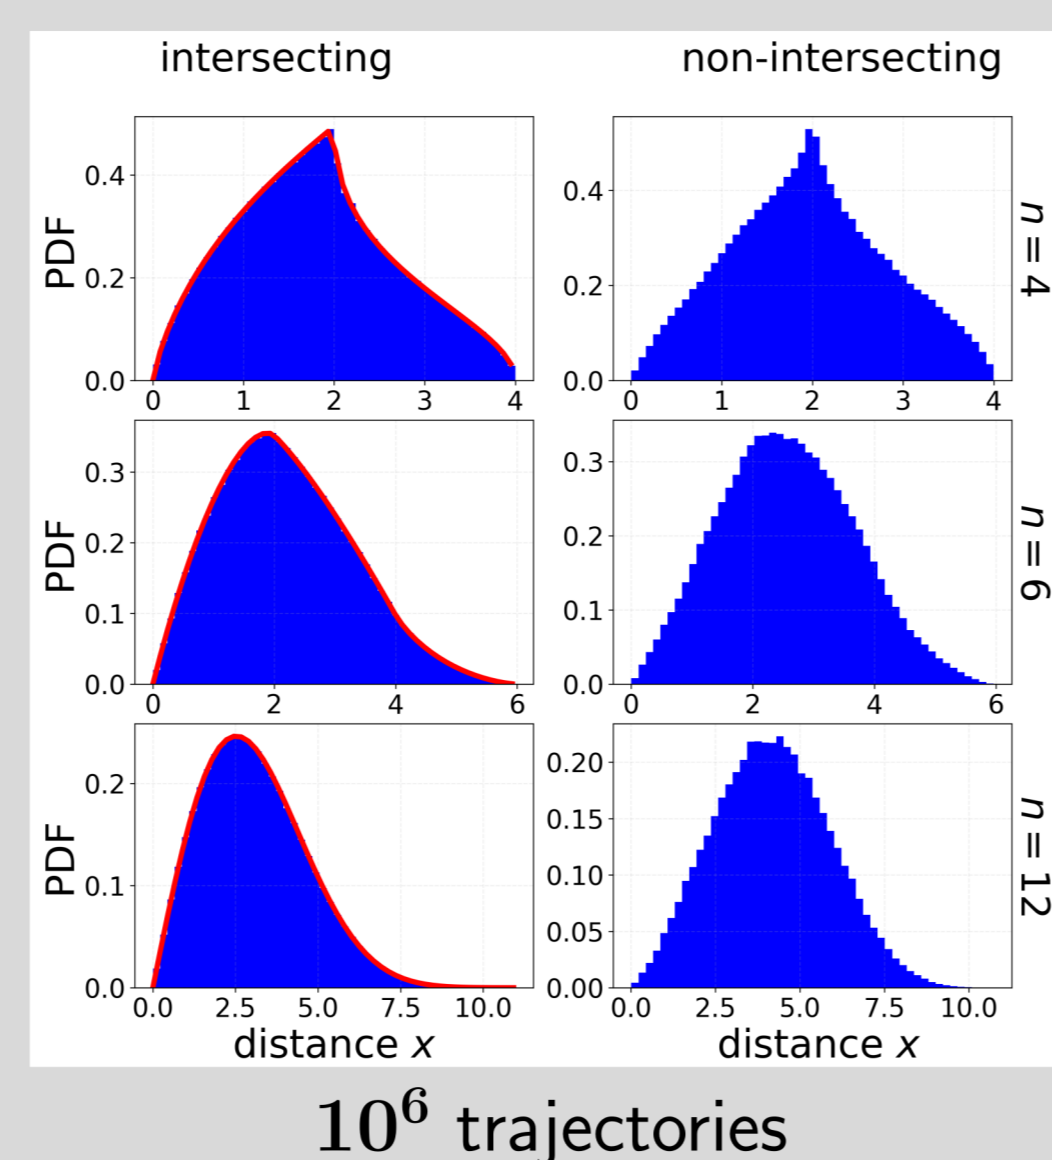 intersecting
non-intersecting
PDF
0.4
0.2
0.0
0 1 2 3 4
0.4
0.2
0.0
0 1 2 3 4
n = 4
PDF
0.3
0.2
0.1
0.0
0 2 4 6
0.3
0.2
0.1
0.0
0 2 4 6
n = 6
PDF
0.2
0.1
0.0
0.0 2.5 5.0 7.5 10.0
distance x
0.20
0.15
0.10
0.05
0.00
0.0 2.5 5.0 7.5 10.0
distance x
n = 12
10⁶ trajectories